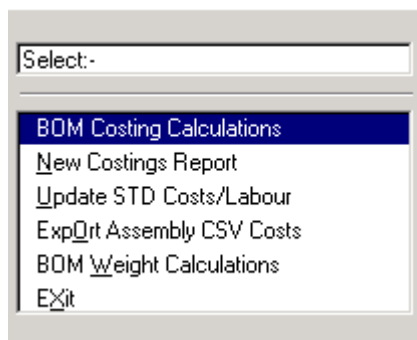 Select:-
BOM Costing Calculations
New Costings Report
Update STD Costs/Labour
ExpOrt Assembly CSV Costs
BOM Weight Calculations
EXit